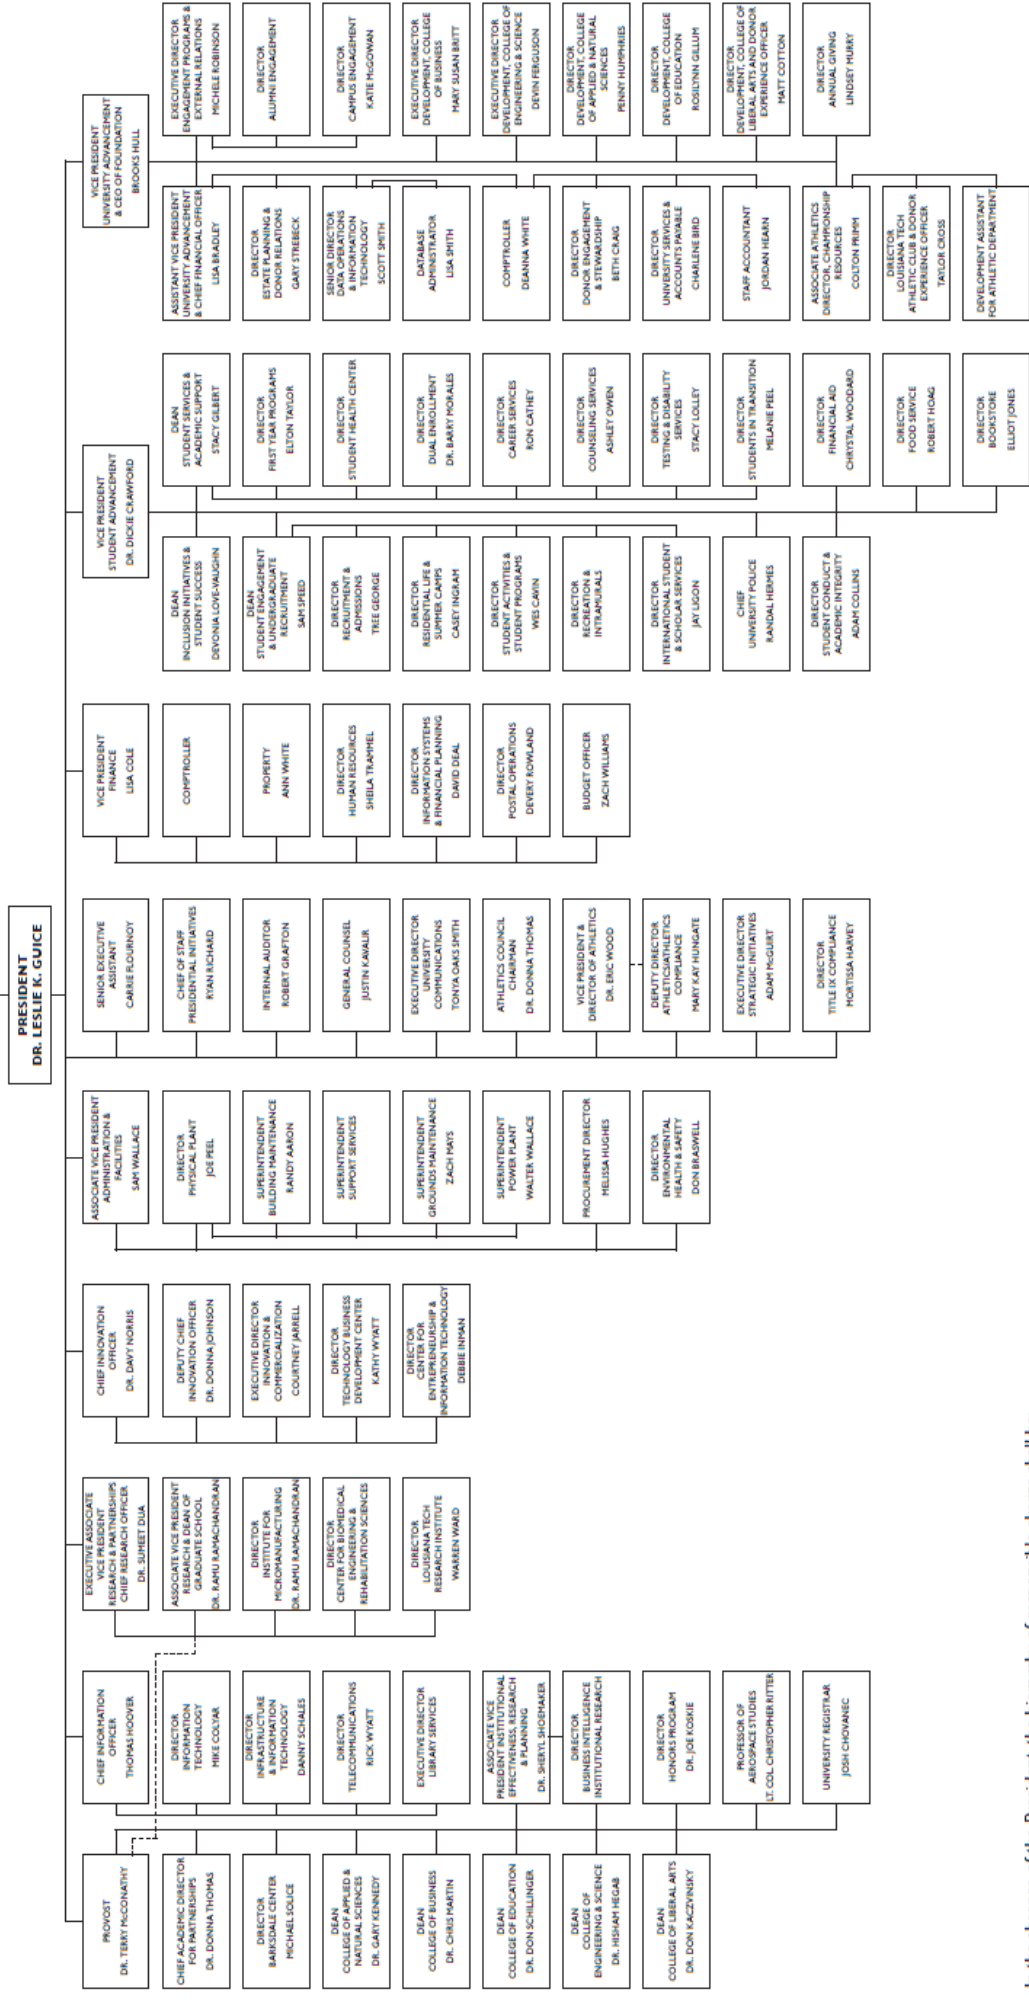 PRESIDENT
DR. LESLIE K. GUICE
PROVOST
DR. TERRY McCONATHY
CHIEF ACADEMIC DIRECTOR
FOR PARTNERSHIPS
DR. DONNA THOMAS
DIRECTOR
BARKSDALE CENTER
MICHAEL SOLICE
DEAN
COLLEGE OF APPLIED &
NATURAL SCIENCES
DR. GARY KENNEDY
DEAN
COLLEGE OF BUSINESS
DR. CHRIS MARTIN
DEAN
COLLEGE OF EDUCATION
DR. DON SCHILLINGER
DEAN
COLLEGE OF
ENGINEERING & SCIENCE
DR. HISHAM HEGAB
DEAN
COLLEGE OF LIBERAL ARTS
DR. DON KACZVINSKY
CHIEF INFORMATION
OFFICER
THOMAS HOOVER
DIRECTOR
INFORMATION
TECHNOLOGY
MIKE COLYAR
DIRECTOR
INFRASTRUCTURE
& INFORMATION
TECHNOLOGY
DANNY SCHALES
DIRECTOR
TELECOMMUNICATIONS
RICK WYATT
EXECUTIVE DIRECTOR
LIBRARY SERVICES
ASSOCIATE VICE
PRESIDENT INSTITUTIONAL
EFFECTIVENESS, RESEARCH
& PLANNING
DR. SHERYL SHOEMAKER
DIRECTOR
BUSINESS INTELLIGENCE
INSTITUTIONAL RESEARCH
DIRECTOR
HONORS PROGRAM
DR. JOE KOSKIE
PROFESSOR OF
AEROSPACE STUDIES
LT. COL. CHRISTOPHER RITTER
UNIVERSITY REGISTRAR
JOSH CHOVANEC
EXECUTIVE ASSOCIATE
VICE PRESIDENT
RESEARCH & PARTNERSHIPS
CHIEF RESEARCH OFFICER
DR. SUMEET DUA
ASSOCIATE VICE PRESIDENT
RESEARCH & DEAN OF
GRADUATE SCHOOL
DR. RAMU RAMACHANDRAN
DIRECTOR
INSTITUTE FOR
MICROMANUFACTURING
DR. RAMU RAMACHANDRAN
DIRECTOR
CENTER FOR BIOMEDICAL
ENGINEERING &
REHABILITATION SCIENCES
DIRECTOR
LOUISIANA TECH
RESEARCH INSTITUTE
WARREN WARD
CHIEF INNOVATION
OFFICER
DR. DAVY NORRIS
DEPUTY CHIEF
INNOVATION OFFICER
DR. DONNA JOHNSON
EXECUTIVE DIRECTOR
INNOVATION &
COMMERCIALIZATION
COURTNEY JARRELL
DIRECTOR
TECHNOLOGY BUSINESS
DEVELOPMENT CENTER
KATHY WYATT
DIRECTOR
CENTER FOR
ENTREPRENEURSHIP &
INFORMATION TECHNOLOGY
DEBBIE INMAN
ASSOCIATE VICE PRESIDENT
ADMINISTRATION &
FACILITIES
SAM WALLACE
DIRECTOR
PHYSICAL PLANT
JOE PEEL
SUPERINTENDENT
BUILDING MAINTENANCE
RANDY AARON
SUPERINTENDENT
SUPPORT SERVICES
SUPERINTENDENT
GROUNDS MAINTENANCE
ZACH MAYS
SUPERINTENDENT
POWER PLANT
WALTER WALLACE
PROCUREMENT DIRECTOR
MELISSA HUGHES
DIRECTOR
ENVIRONMENTAL
HEALTH & SAFETY
DON BRASWELL
SENIOR EXECUTIVE
ASSISTANT
CARRIE FLOURNOY
CHIEF OF STAFF
PRESIDENTIAL INITIATIVES
RYAN RICHARD
INTERNAL AUDITOR
ROBERT GRAFTON
GENERAL COUNSEL
JUSTIN KAVALIR
EXECUTIVE DIRECTOR
UNIVERSITY
COMMUNICATIONS
TONYA OAKS SMITH
ATHLETICS COUNCIL
CHAIRMAN
DR. DONNA THOMAS
VICE PRESIDENT &
DIRECTOR OF ATHLETICS
DR. ERIC WOOD
DEPUTY DIRECTOR
ATHLETICS/ATHLETICS
COMPLIANCE
MARY KAY HUNGATE
EXECUTIVE DIRECTOR
STRATEGIC INITIATIVES
ADAM McGUIRT
DIRECTOR
TITLE IX COMPLIANCE
MORTISSA HARVEY
VICE PRESIDENT
FINANCE
LISA COLE
COMPTROLLER
PROPERTY
ANN WHITE
DIRECTOR
HUMAN RESOURCES
SHEILA TRAMMEL
DIRECTOR
INFORMATION SYSTEMS
& FINANCIAL PLANNING
DAVID DEAL
DIRECTOR
POSTAL OPERATIONS
DEVERY ROWLAND
BUDGET OFFICER
ZACH WILLIAMS
VICE PRESIDENT
STUDENT ADVANCEMENT
DR. DICKIE CRAWFORD
DEAN
INCLUSION INITIATIVES &
STUDENT SUCCESS
DEVONIA LOVE-VAUGHN
DEAN
STUDENT ENGAGEMENT
& UNDERGRADUATE
RECRUITMENT
SAM SPEED
DIRECTOR
RECRUITMENT &
ADMISSIONS
TREE GEORGE
DIRECTOR
RESIDENTIAL LIFE &
SUMMER CAMPS
CASEY INGRAM
DIRECTOR
STUDENT ACTIVITIES &
STUDENT PROGRAMS
WES CAVIN
DIRECTOR
RECREATION &
INTRAMURALS
DIRECTOR
INTERNATIONAL STUDENT
& SCHOLAR SERVICES
JAY LIGON
CHIEF
UNIVERSITY POLICE
RANDAL HERMES
DIRECTOR
STUDENT CONDUCT &
ACADEMIC INTEGRITY
ADAM COLLINS
DEAN
STUDENT SERVICES &
ACADEMIC SUPPORT
STACY GILBERT
DIRECTOR
FIRST YEAR PROGRAMS
ELTON TAYLOR
DIRECTOR
STUDENT HEALTH CENTER
DIRECTOR
DUAL ENROLLMENT
DR. BARRY MORALES
DIRECTOR
CAREER SERVICES
RON CATHEY
DIRECTOR
COUNSELING SERVICES
ASHLEY OWEN
DIRECTOR
TESTING & DISABILITY
SERVICES
STACY LOLLEY
DIRECTOR
STUDENTS IN TRANSITION
MELANIE PEEL
DIRECTOR
FINANCIAL AID
CHRYSTAL WOODARD
DIRECTOR
FOOD SERVICE
ROBERT HOAG
DIRECTOR
BOOKSTORE
ELLIOT JONES
VICE PRESIDENT
UNIVERSITY ADVANCEMENT
& CEO OF FOUNDATION
BROOKS HULL
ASSISTANT VICE PRESIDENT
UNIVERSITY ADVANCEMENT
& CHIEF FINANCIAL OFFICER
LISA BRADLEY
DIRECTOR
ESTATE PLANNING &
DONOR RELATIONS
GARY STREBECK
SENIOR DIRECTOR
DATA OPERATIONS
& INFORMATION
TECHNOLOGY
SCOTT SMITH
DATABASE
ADMINISTRATOR
LISA SMITH
COMPTROLLER
DEANNA WHITE
DIRECTOR
DONOR ENGAGEMENT
& STEWARDSHIP
BETH CRAIG
DIRECTOR
UNIVERSITY SERVICES &
ACCOUNTS PAYABLE
CHARLENE BIRD
STAFF ACCOUNTANT
JORDAN HEARN
ASSOCIATE ATHLETICS
DIRECTOR, CHAMPIONSHIP
RESOURCES
COLTON PRIMM
DIRECTOR
LOUISIANA TECH
ATHLETIC CLUB & DONOR
EXPERIENCE OFFICER
TAYLOR CROSS
DEVELOPMENT ASSISTANT
FOR ATHLETIC DEPARTMENT
EXECUTIVE DIRECTOR
ENGAGEMENT PROGRAMS &
EXTERNAL RELATIONS
MICHELE ROBINSON
DIRECTOR
ALUMNI ENGAGEMENT
DIRECTOR
CAMPUS ENGAGEMENT
KATIE McGOWAN
EXECUTIVE DIRECTOR
DEVELOPMENT, COLLEGE
OF BUSINESS
MARY SUSAN BRITT
EXECUTIVE DIRECTOR
DEVELOPMENT, COLLEGE OF
ENGINEERING & SCIENCE
DEVIN FERGUSON
DIRECTOR
DEVELOPMENT, COLLEGE
OF APPLIED & NATURAL
SCIENCES
PENNY HUMPHRIES
DIRECTOR
DEVELOPMENT, COLLEGE
OF EDUCATION
ROSILYNN GILLUM
DIRECTOR
DEVELOPMENT, COLLEGE OF
LIBERAL ARTS AND DONOR
EXPERIENCE OFFICER
MATT COTTON
DIRECTOR
ANNUAL GIVING
LINDSEY MURRY